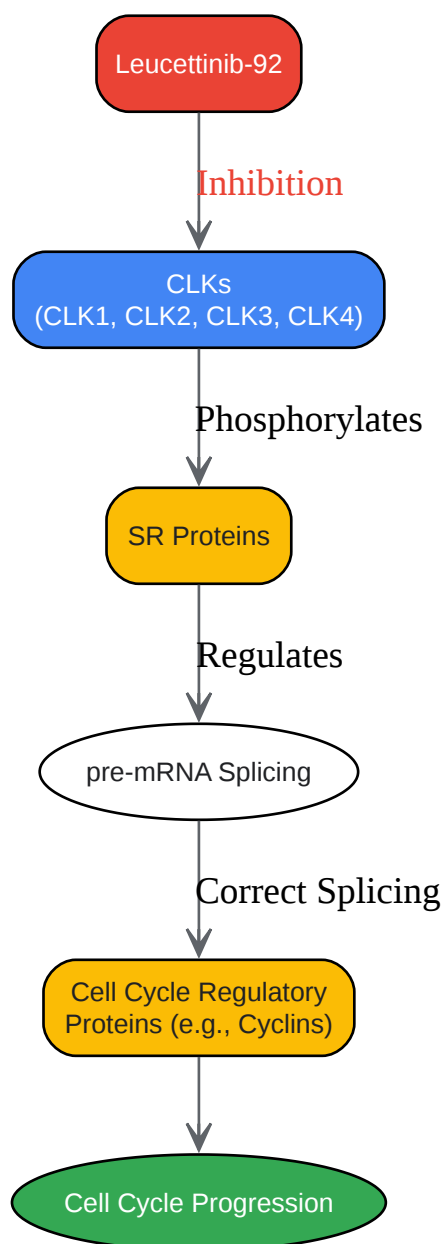 Leucettinib-92
Inhibition
CLKs
(CLK1, CLK2, CLK3, CLK4)
Phosphorylates
SR Proteins
Regulates
pre-mRNA Splicing
Correct Splicing
Cell Cycle Regulatory
Proteins (e.g., Cyclins)
Cell Cycle Progression